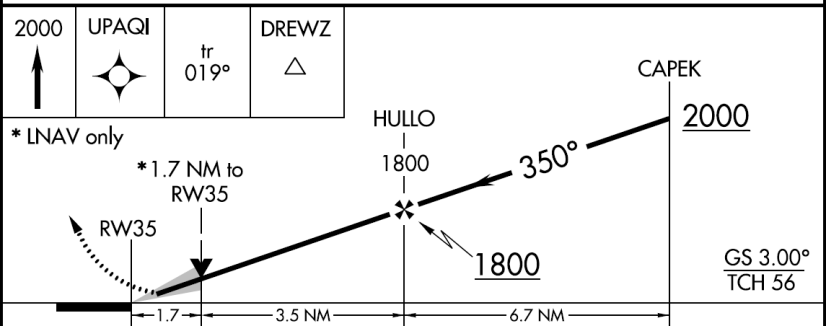 2000
UPAQI
tr
019°
DREWZ
* LNAV only
CAPEK
2000
HULLO
1800
350°
*1.7 NM to
RW35
RW35
1800
GS 3.00°
TCH 56
1.7
3.5 NM
6.7 NM